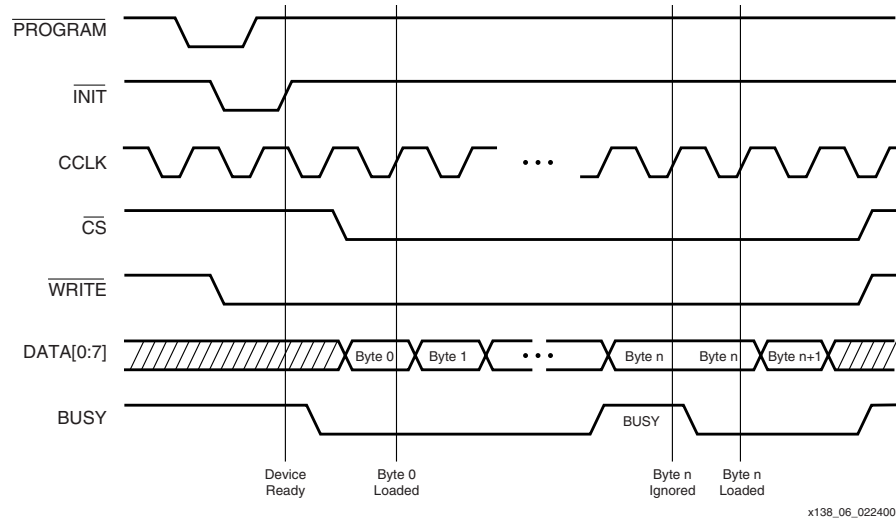 PROGRAM
INIT
CCLK
CS
WRITE
DATA[0:7]
Byte 0
Byte 1
Byte n
Byte n
Byte n+1
BUSY
BUSY
Device
Ready
Byte 0
Loaded
Byte n
Ignored
Byte n
Loaded
x138_06_022400